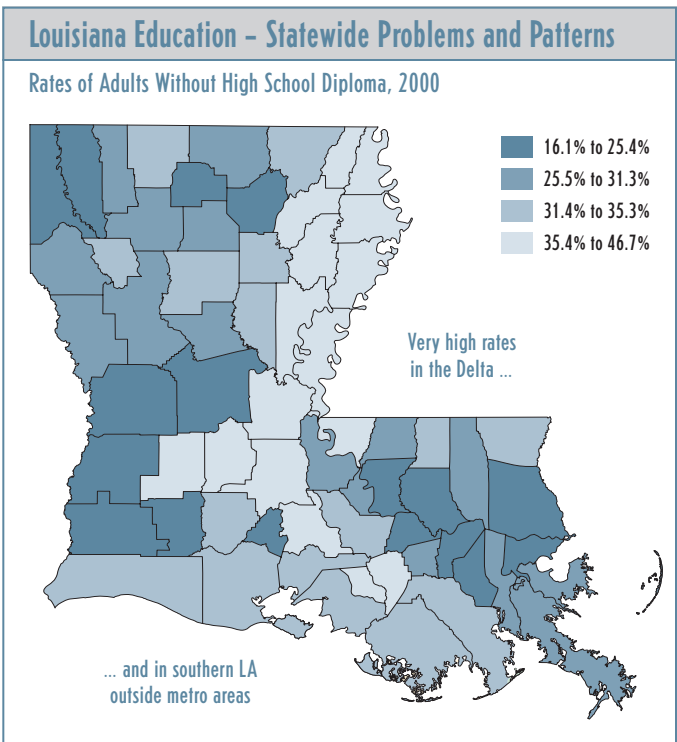 Louisiana Education – Statewide Problems and Patterns
Rates of Adults Without High School Diploma, 2000
16.1% to 25.4%
25.5% to 31.3%
31.4% to 35.3%
35.4% to 46.7%
Very high rates
in the Delta ...
... and in southern LA
outside metro areas